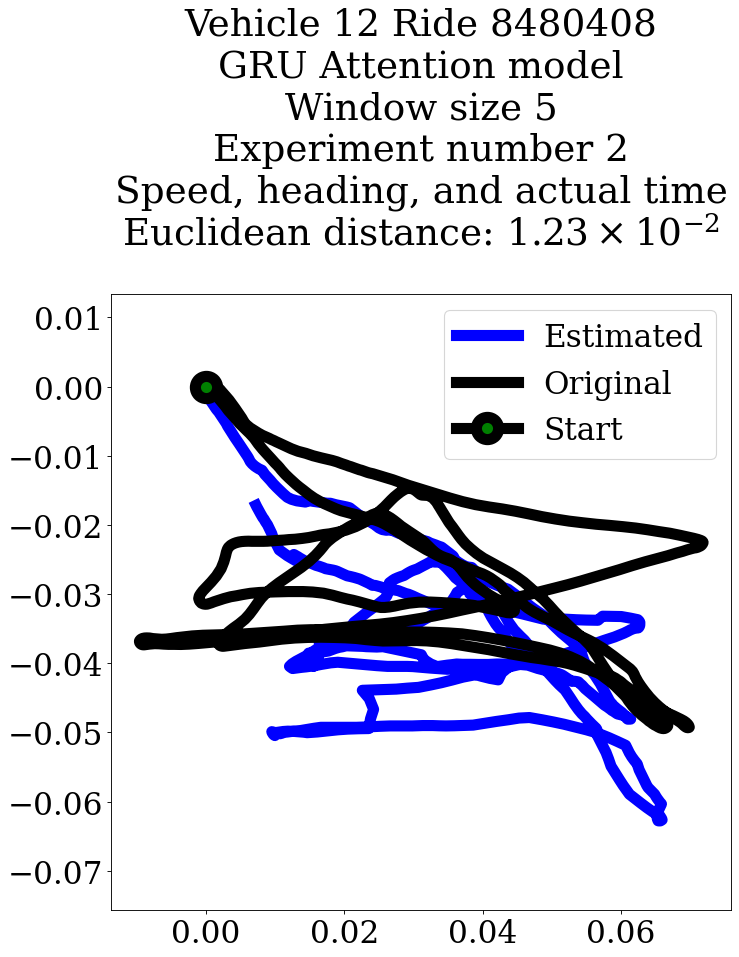 Vehicle 12 Ride 8480408
GRU Attention model
Window size 5
Experiment number 2
Speed, heading, and actual time
Euclidean distance: 1.23 × 10⁻²
Estimated
Original
Start
0.01
0.00
−0.01
−0.02
−0.03
−0.04
−0.05
−0.06
−0.07
0.00 0.02 0.04 0.06